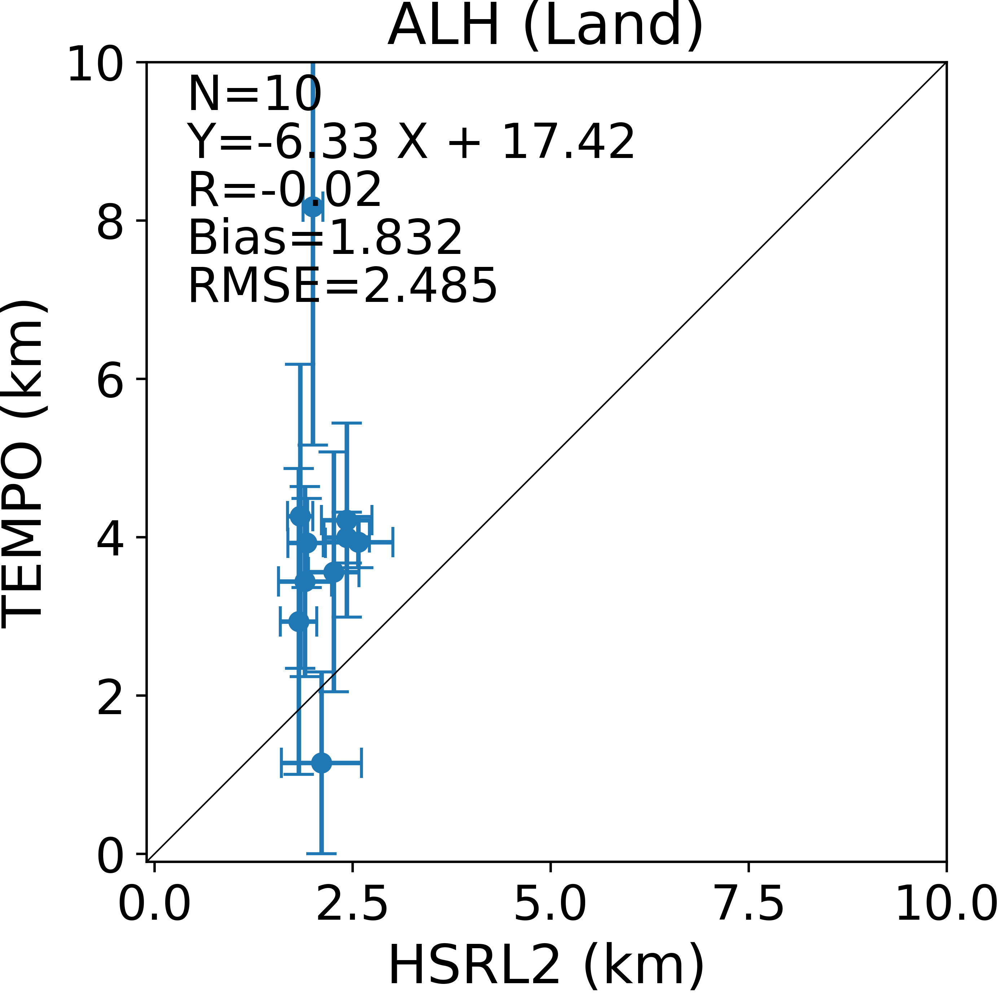 ALH (Land)
N=10
Y=-6.33 X + 17.42
R=-0.02
Bias=1.832
RMSE=2.485
TEMPO (km)
10
8
6
4
2
0
0.0 2.5 5.0 7.5 10.0
HSRL2 (km)